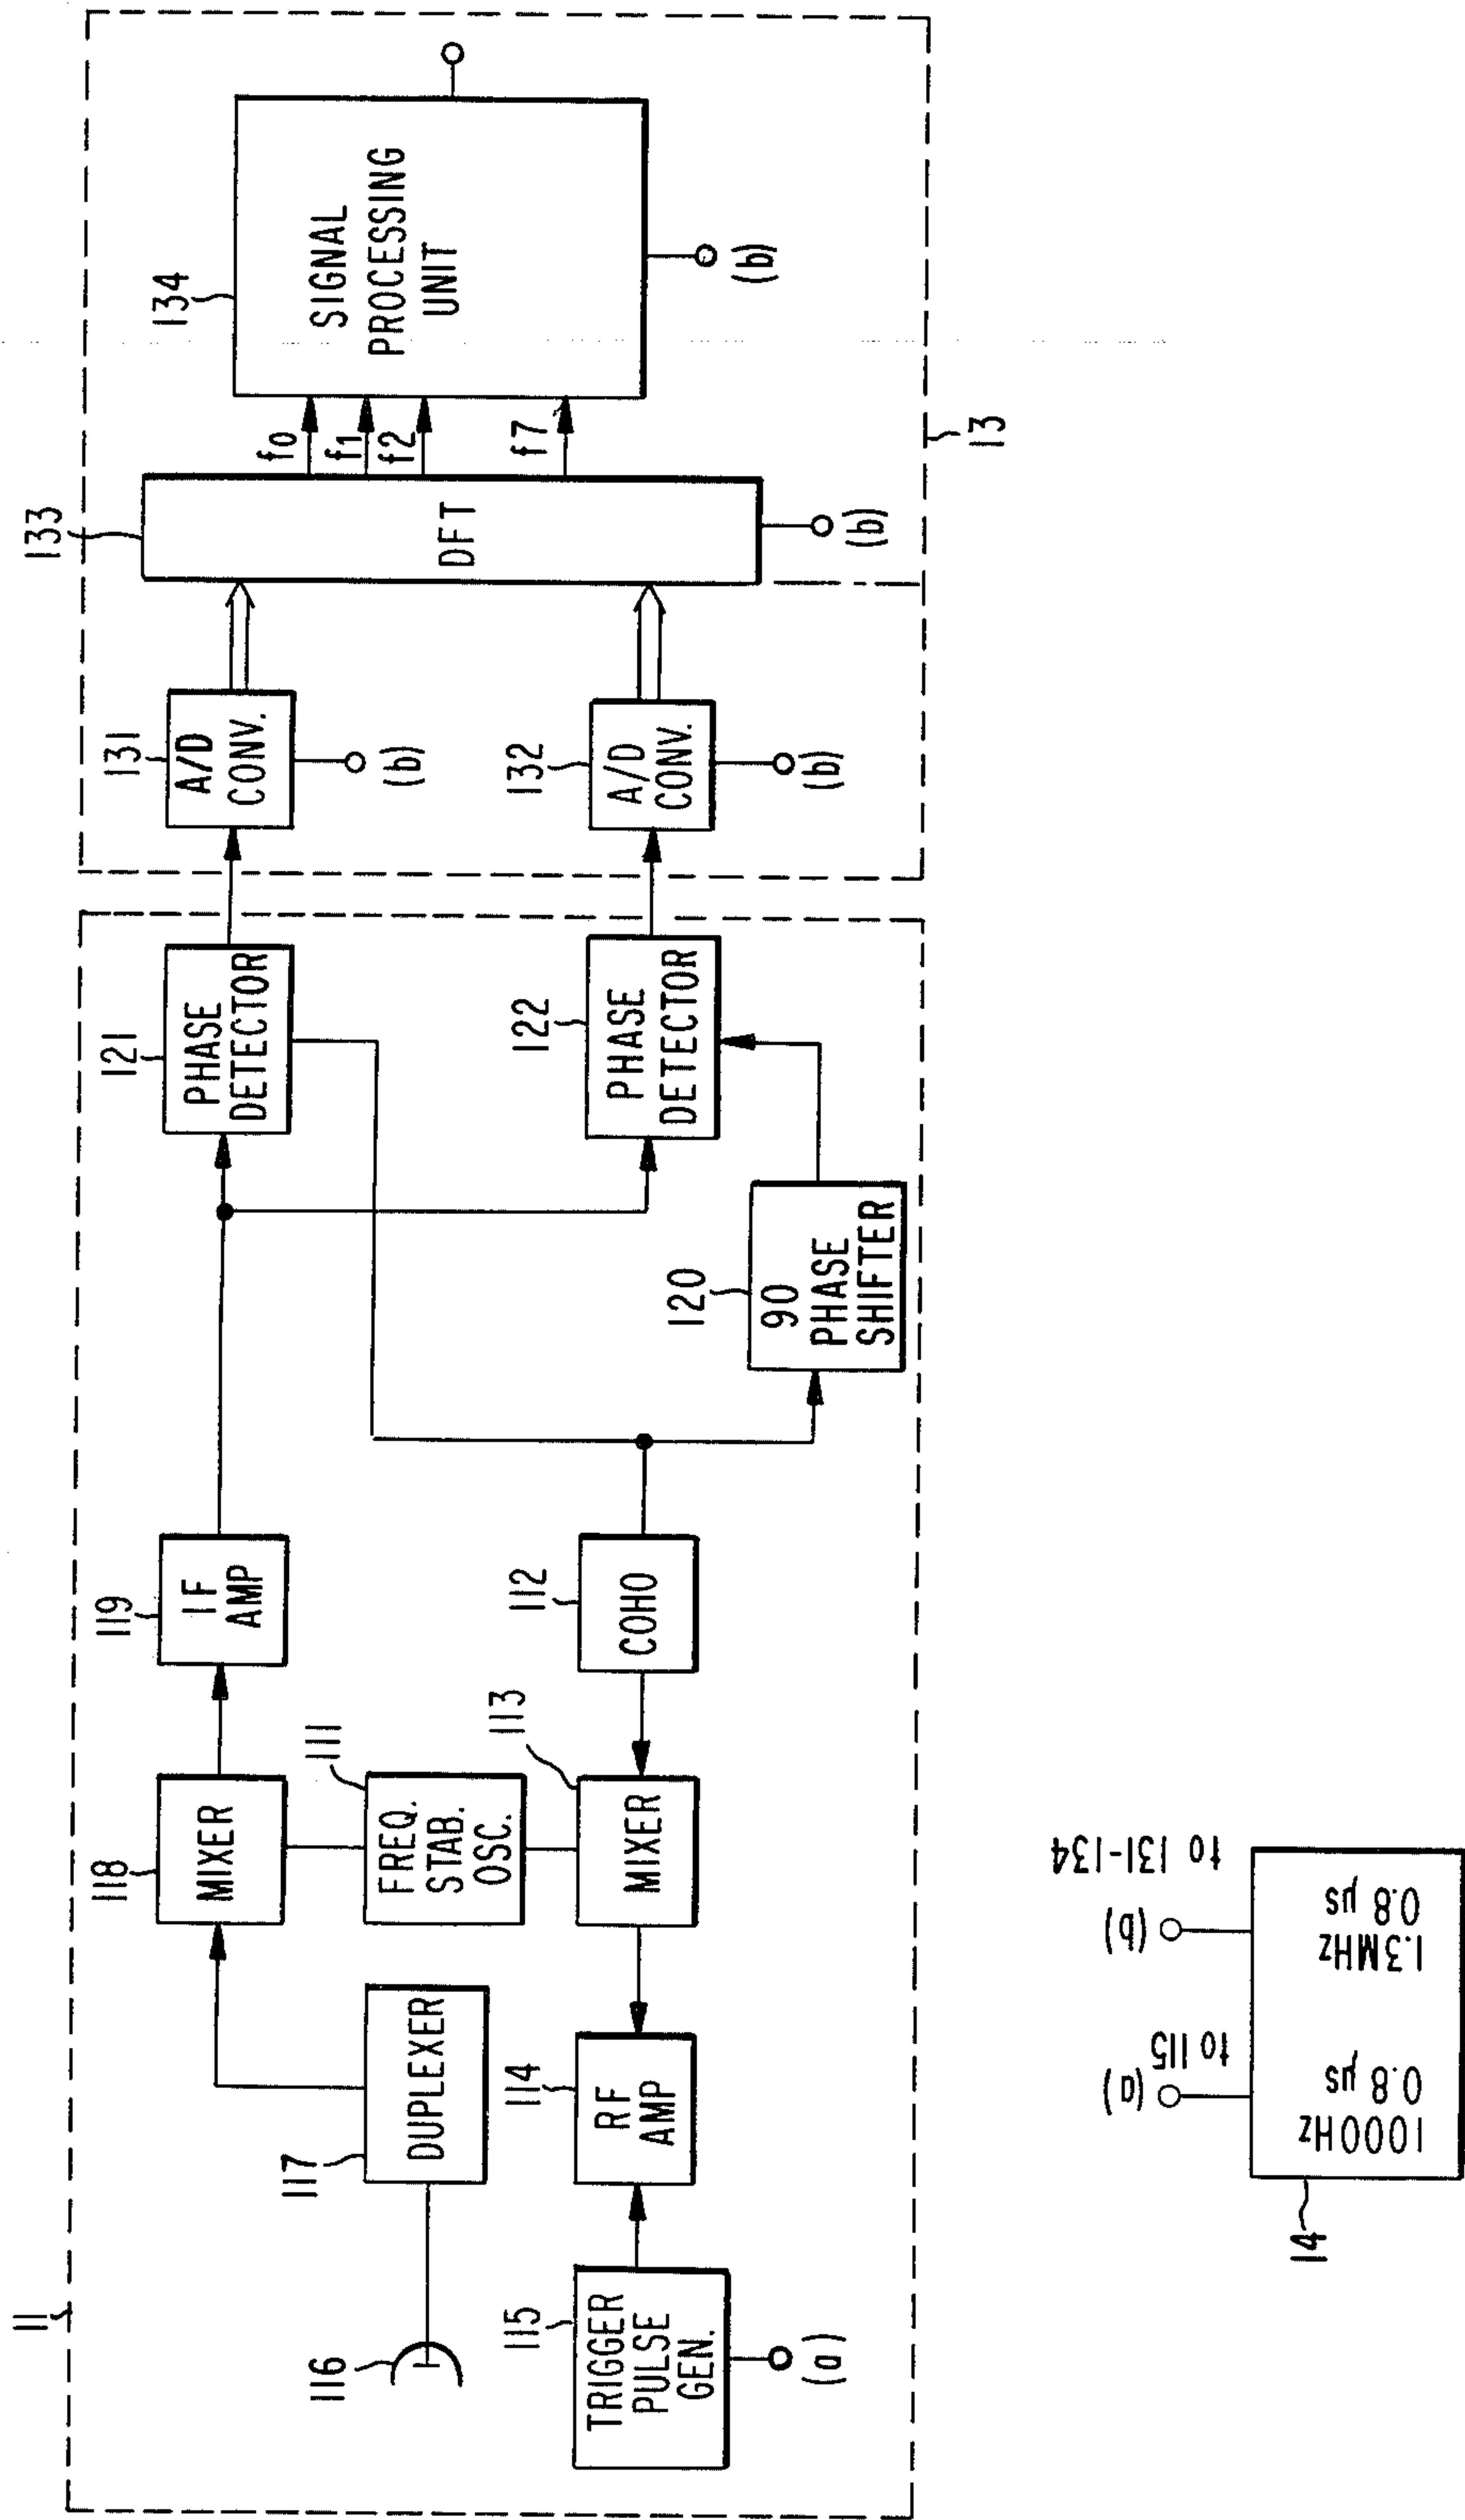 11
116
117
DUPLEXER
118
MIXER
119
IF
AMP
121
PHASE
DETECTOR
131
A/D
CONV.
(b)
133
DFT
(b)
f0
f1
f2
f7
134
SIGNAL
PROCESSING
UNIT
(b)
111
FREQ.
STAB.
OSC.
115
TRIGGER
PULSE
GEN.
(a)
114
RF
AMP
113
MIXER
112
COHO
120
90
PHASE
SHIFTER
122
PHASE
DETECTOR
132
A/D
CONV.
(b)
13
14
(a)
to 115
1000Hz
0.8 µs
(b)
to 131-134
1.3MHz
0.8 µs